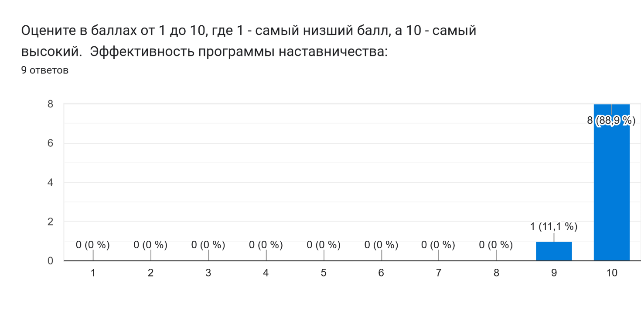 Оцените в баллах от 1 до 10, где 1 - самый низший балл, а 10 - самый
высокий.  Эффективность программы наставничества:
9 ответов
8
6
4
2
0
0 (0 %) 0 (0 %) 0 (0 %) 0 (0 %) 0 (0 %) 0 (0 %) 0 (0 %) 0 (0 %) 1 (11,1 %) 8 (88,9 %)
1 2 3 4 5 6 7 8 9 10